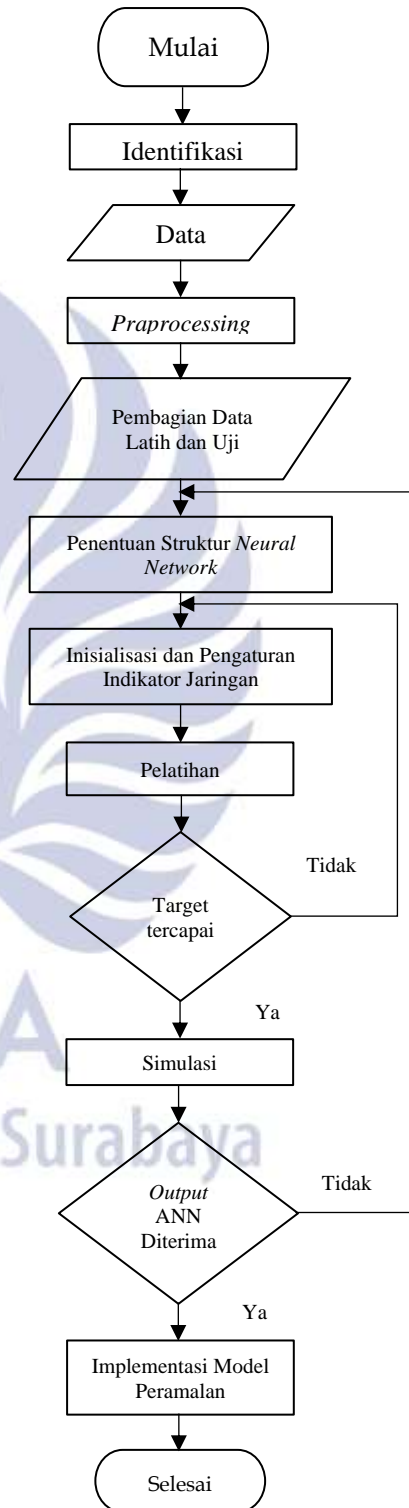 Mulai
Identifikasi
Data
Praprocessing
Pembagian Data
Latih dan Uji
Penentuan Struktur Neural
Network
Inisialisasi dan Pengaturan
Indikator Jaringan
Pelatihan
Tidak
Target
tercapai
Ya
A
Simulasi
Surabaya
Output
ANN
Diterima
Tidak
Ya
Implementasi Model
Peramalan
Selesai